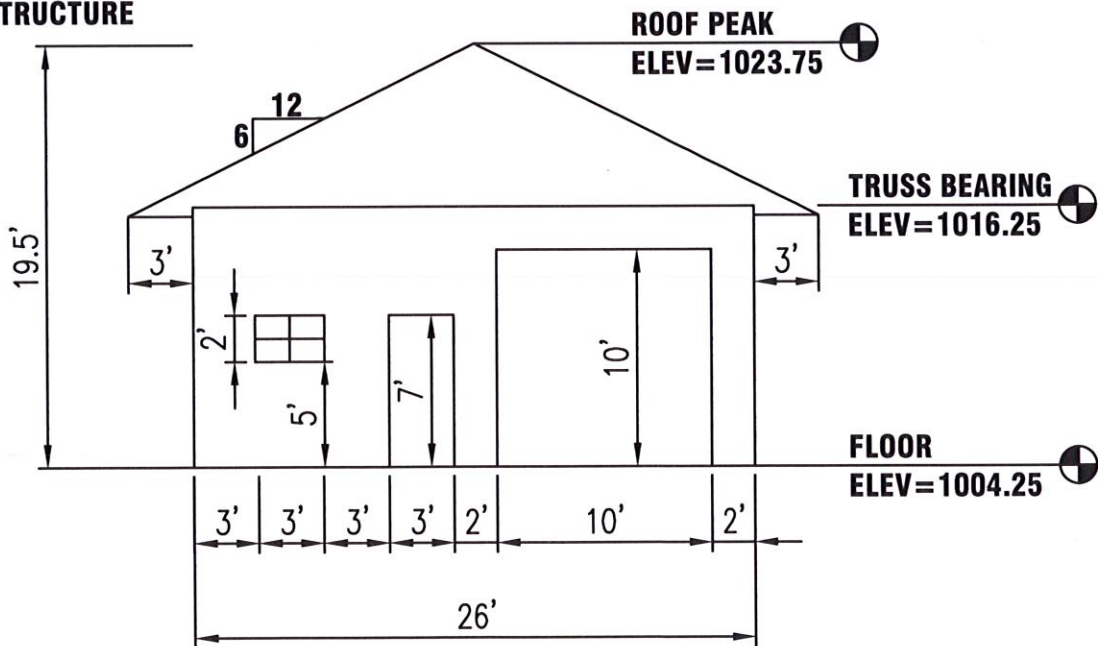 TRUCTURE
ROOF PEAK
ELEV=1023.75
12
6
TRUSS BEARING
ELEV=1016.25
19.5'
3'
3'
2'
5'
7'
10'
FLOOR
ELEV=1004.25
3'
3'
3'
3'
2'
10'
2'
26'